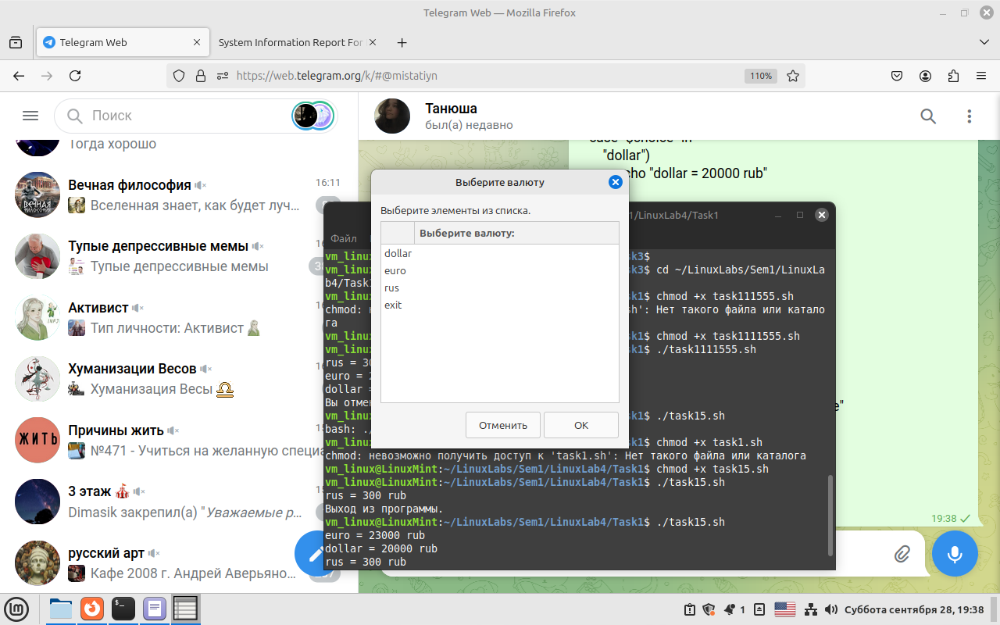 Telegram Web — Mozilla Firefox
Telegram Web
System Information Report For
https://web.telegram.org/k/#@mistatiyn
110%
Поиск
Тогда хорошо
Вечная философия
16:11
Вселенная знает, как будет луч...
Тупые депрессивные мемы
Тупые депрессивные мемы
Активист
Тип личности: Активист
Хуманизации Весов
Хуманизация Весы
Причины жить
№471 - Учиться на желанную специа
3 этаж
Dimasik закрепил(а) "Уважаемые р...
русский арт
Кафе 2008 г. Андрей Аверьяно...
Танюша
был(а) недавно
"dollar")
cho "dollar = 20000 rub"
19:38
Выберите валюту
Выберите элементы из списка.
Выберите валюту:
dollar
euro
rus
exit
Отменить
OK
1/LinuxLab4/Task1
Файл
vm_linux sk3$
vm_linux sk3$ cd ~/LinuxLabs/Sem1/LinuxLa
b4/Task1
vm_linux sk1$ chmod +x task111555.sh
chmod: н sh': Нет такого файла или катало
га
vm_linux sk1$ chmod +x task1111555.sh
vm_linux sk1$ ./task1111555.sh
rus = 30
euro = 2
dollar =
Вы отмен
vm_linux sk1$ ./task15.sh
bash: ./
vm_linux sk1$ chmod +x task1.sh
chmod: невозможно получить доступ к 'task1.sh': Нет такого файла или каталога
vm_linux@LinuxMint:~/LinuxLabs/Sem1/LinuxLab4/Task1$ chmod +x task15.sh
vm_linux@LinuxMint:~/LinuxLabs/Sem1/LinuxLab4/Task1$ ./task15.sh
rus = 300 rub
Выход из программы.
vm_linux@LinuxMint:~/LinuxLabs/Sem1/LinuxLab4/Task1$ ./task15.sh
euro = 23000 rub
dollar = 20000 rub
rus = 300 rub
1
Суббота сентября 28, 19:38